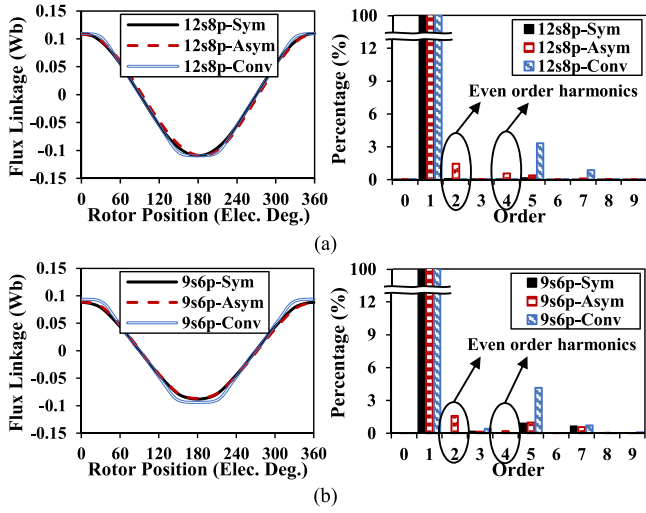 Flux Linkage (Wb)
0.15
0.10
0.05
0
-0.05
-0.10
-0.15
12s8p-Sym
12s8p-Asym
12s8p-Conv
0 60 120 180 240 300 360
Rotor Position (Elec. Deg.)
Percentage (%)
100
12
9
6
3
0
12s8p-Sym
12s8p-Asym
12s8p-Conv
Even order harmonics
0 1 2 3 4 5 6 7 8 9
Order
(a)
Flux Linkage (Wb)
0.15
0.10
0.05
0
-0.05
-0.10
-0.15
9s6p-Sym
9s6p-Asym
9s6p-Conv
0 60 120 180 240 300 360
Rotor Position (Elec. Deg.)
Percentage (%)
100
12
9
6
3
0
9s6p-Sym
9s6p-Asym
9s6p-Conv
Even order harmonics
0 1 2 3 4 5 6 7 8 9
Order
(b)